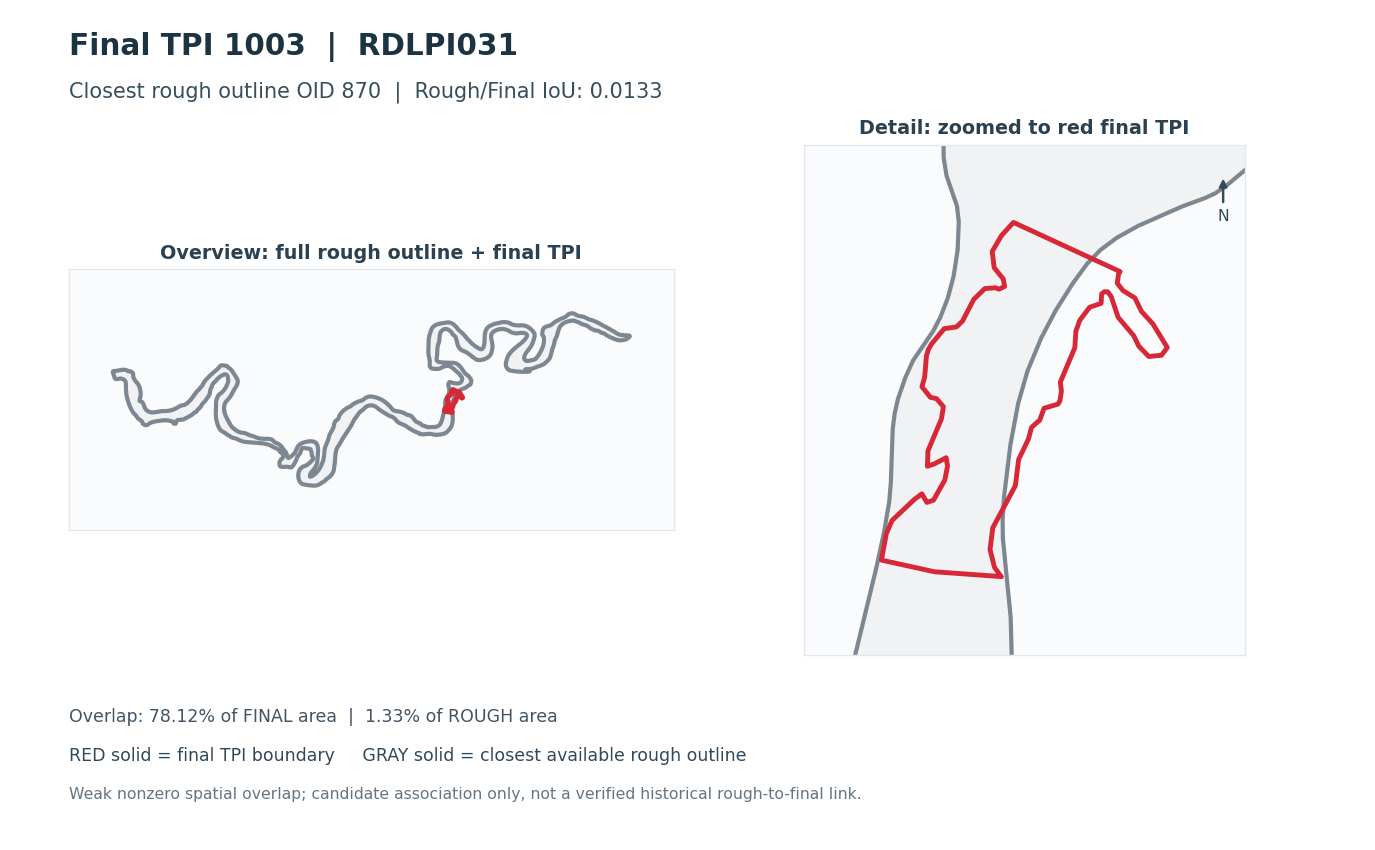 Final TPI 1003 | RDLPI031
Closest rough outline OID 870 | Rough/Final IoU: 0.0133
Detail: zoomed to red final TPI
N
Overview: full rough outline + final TPI
Overlap: 78.12% of FINAL area | 1.33% of ROUGH area
RED solid = final TPI boundary GRAY solid = closest available rough outline
Weak nonzero spatial overlap; candidate association only, not a verified historical rough-to-final link.